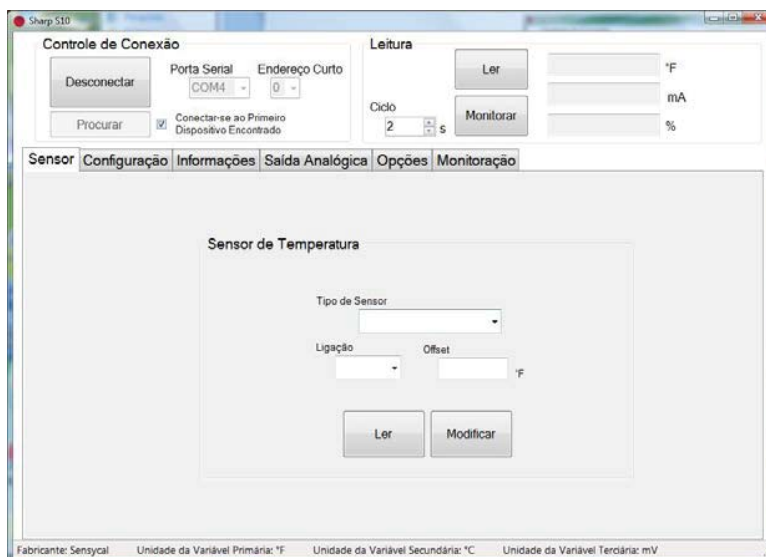 Sharp S10
Controle de Conexão
Desconectar
Porta Serial
Endereço Curto
COM4
0
Procurar
Conectar-se ao Primeiro
Dispositivo Encontrado
Leitura
Ler
°F
mA
Ciclo
2
s
Monitorar
%
Sensor
Configuração
Informações
Saída Analógica
Opções
Monitoração
Sensor de Temperatura
Tipo de Sensor
Ligação
Offset
°F
Ler
Modificar
Fabricante: Sensycal
Unidade da Variável Primária: °F
Unidade da Variável Secundária: °C
Unidade da Variável Terciária: mV